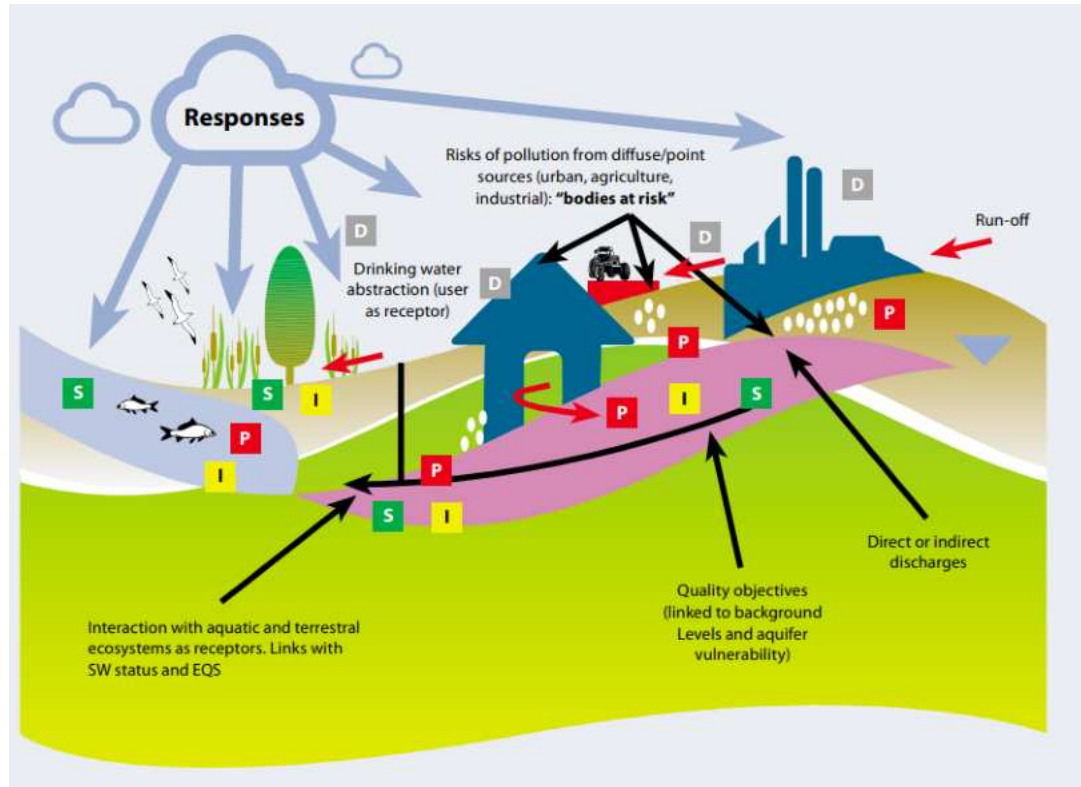 Responses
Risks of pollution from diffuse/point
sources (urban, agriculture,
industrial): "bodies at risk"
D
D
Run-off
D
Drinking water
abstraction (user
as receptor)
D
P
P
S
S
I
I
S
P
P
I
P
S
I
Direct or indirect
discharges
Quality objectives
(linked to background
Levels and aquifer
vulnerability)
Interaction with aquatic and terrestral
ecosystems as receptors. Links with
SW status and EQS